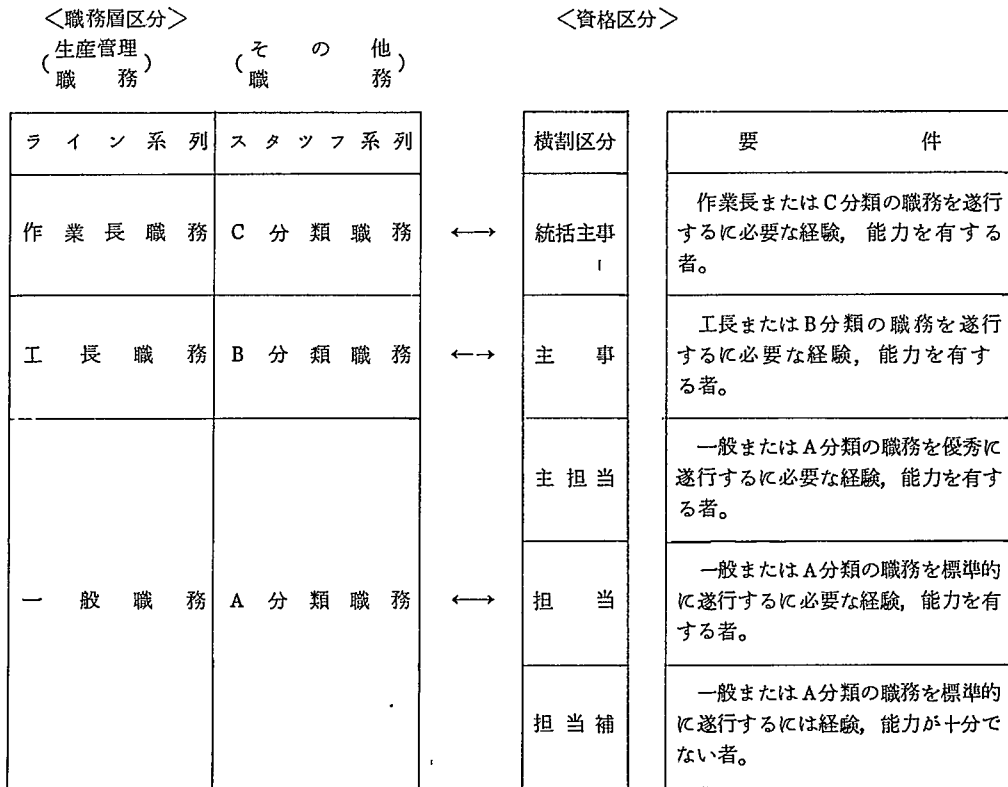 <職務層区分>
<資格区分>
(生産管理職務)
(その他職務)
ライン系列 スタッフ系列 横割区分 要件
作業長職務 C分類職務 ←→ 統括主事
作業長またはC分類の職務を遂行
するに必要な経験，能力を有する
者。
工長職務 B分類職務 ←→ 主事
工長またはB分類の職務を遂行
するに必要な経験，能力を有す
る者。
主担当
一般またはA分類の職務を優秀に
遂行するに必要な経験，能力を有す
る者。
一般職務 A分類職務 ←→ 担当
一般またはA分類の職務を標準的
に遂行するに必要な経験，能力を有
する者。
担当補
一般またはA分類の職務を標準的
に遂行するには経験，能力が十分で
ない者。